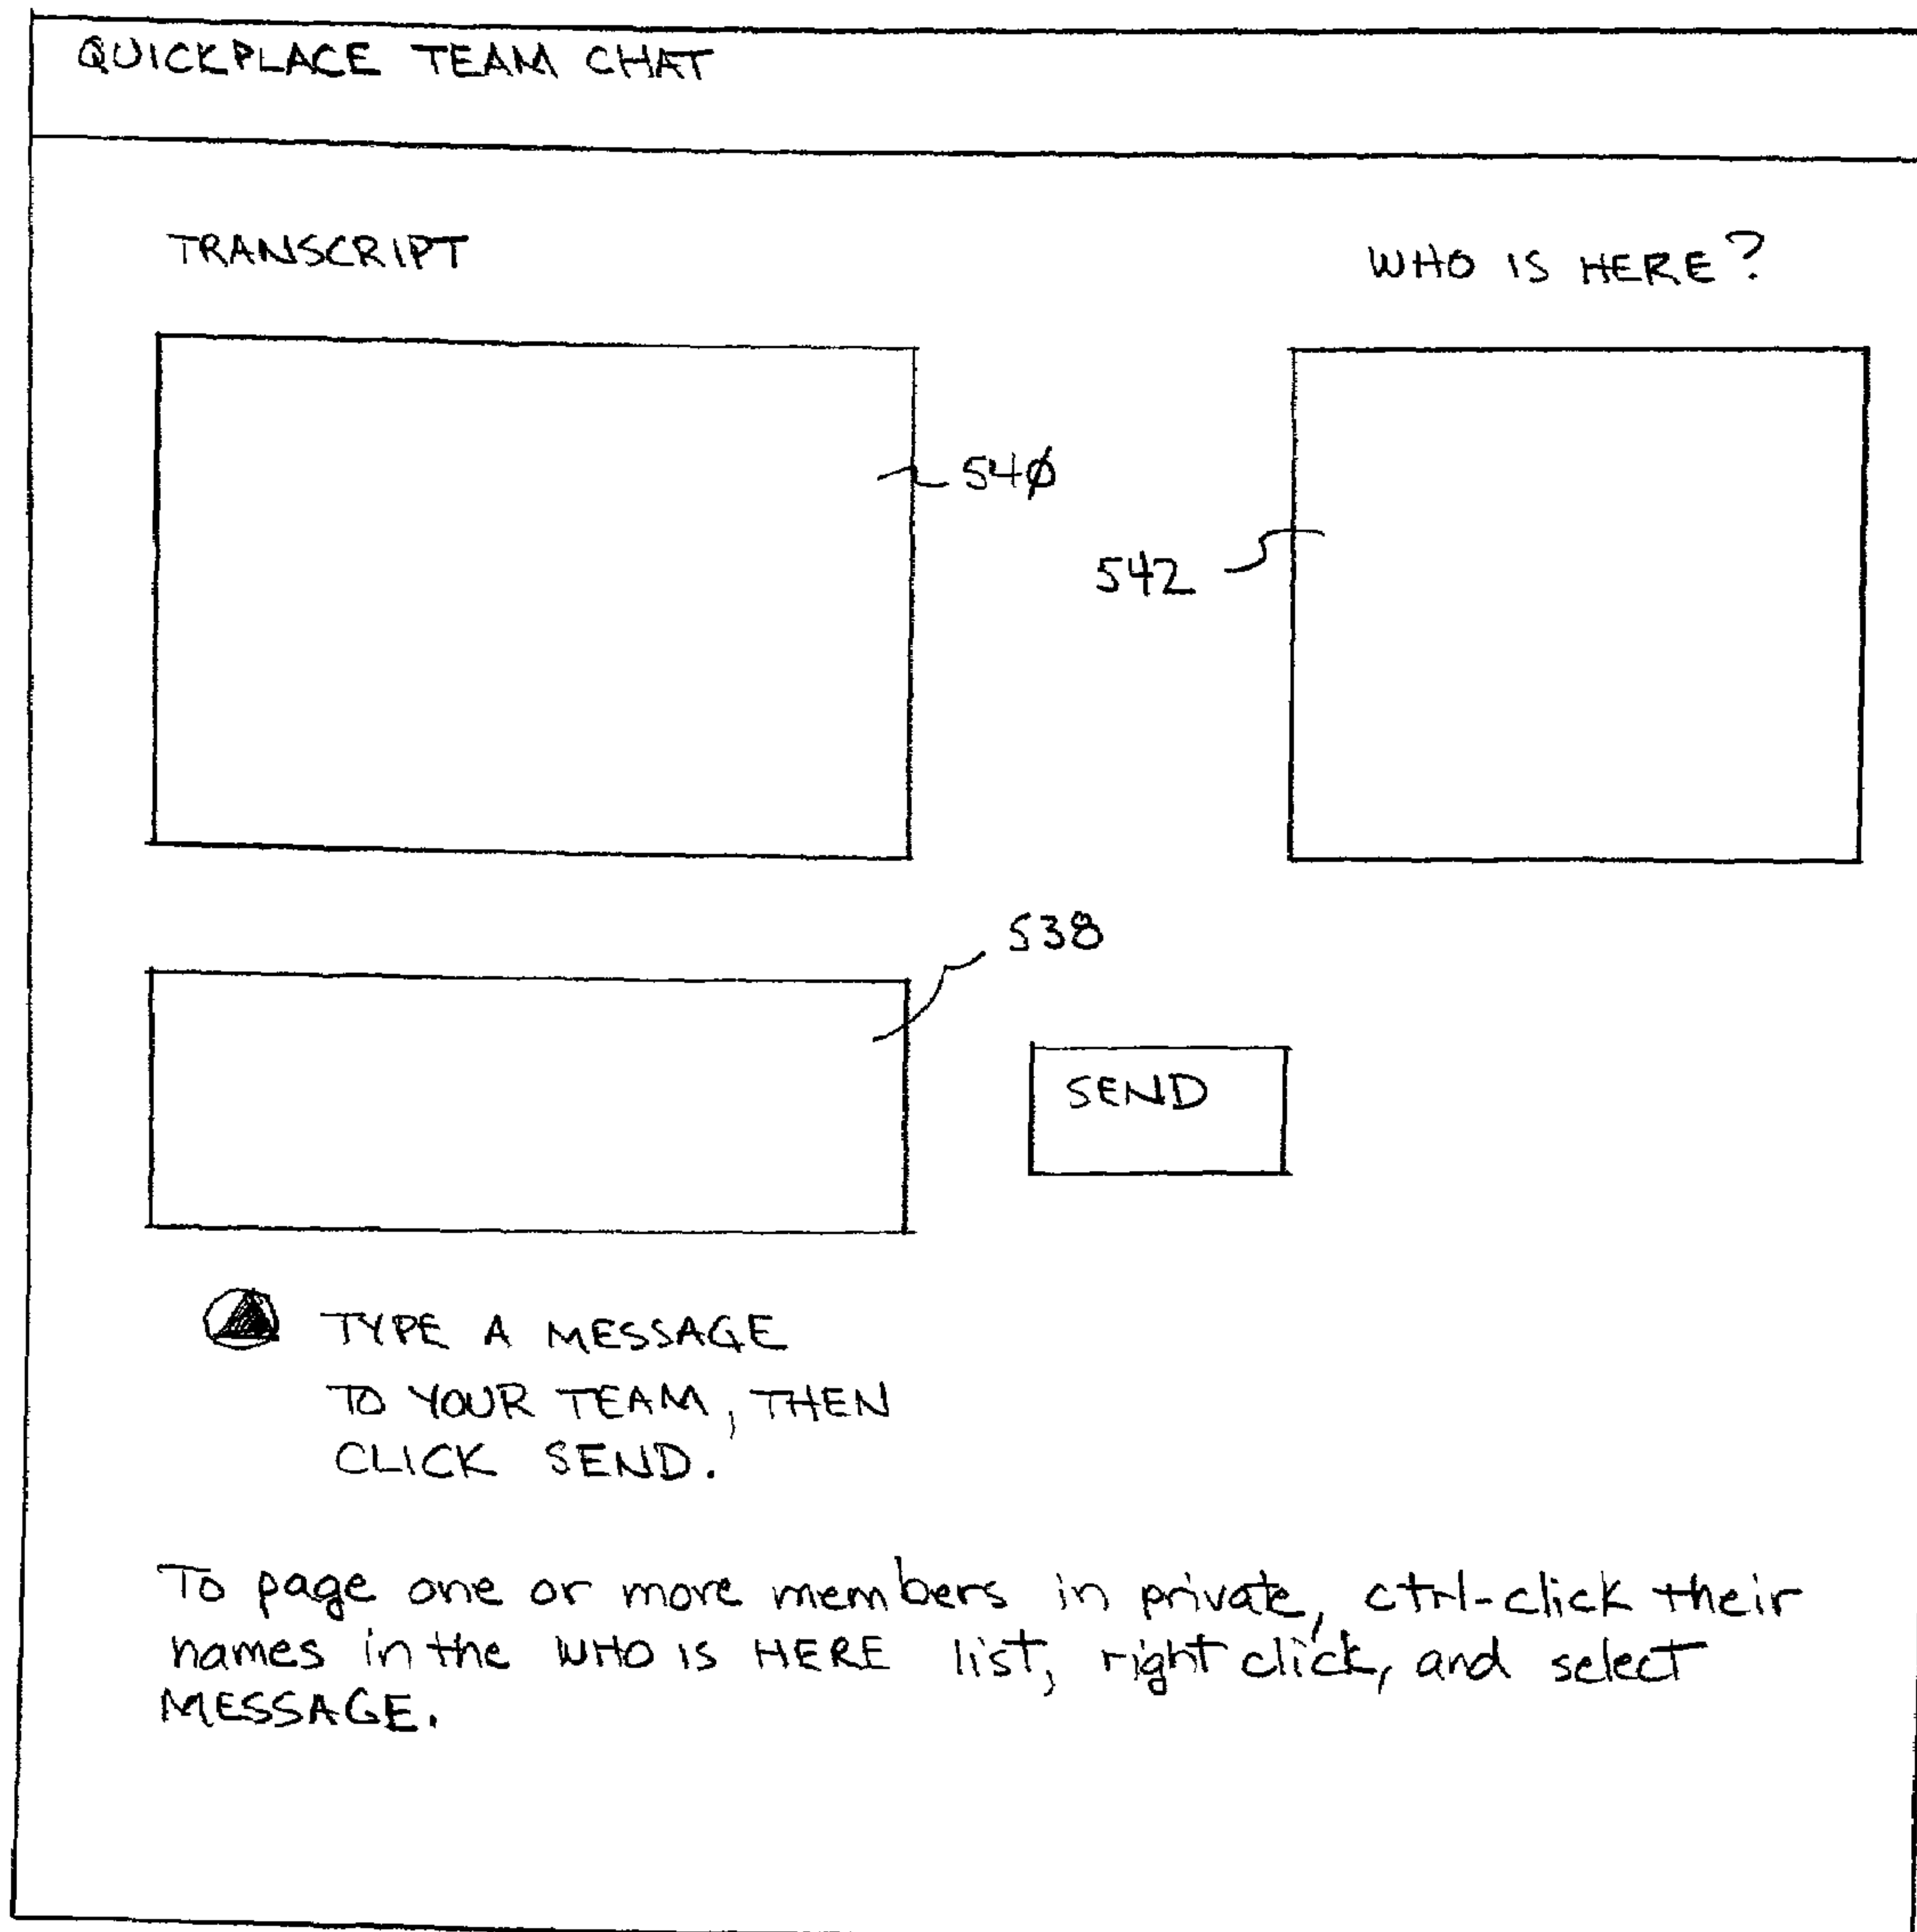 QUICKPLACE TEAM CHAT
TRANSCRIPT
WHO IS HERE?
540
542
538
SEND
TYPE A MESSAGE
TO YOUR TEAM, THEN
CLICK SEND.
To page one or more members in private, ctrl-click their
names in the WHO IS HERE list, right click, and select
MESSAGE.